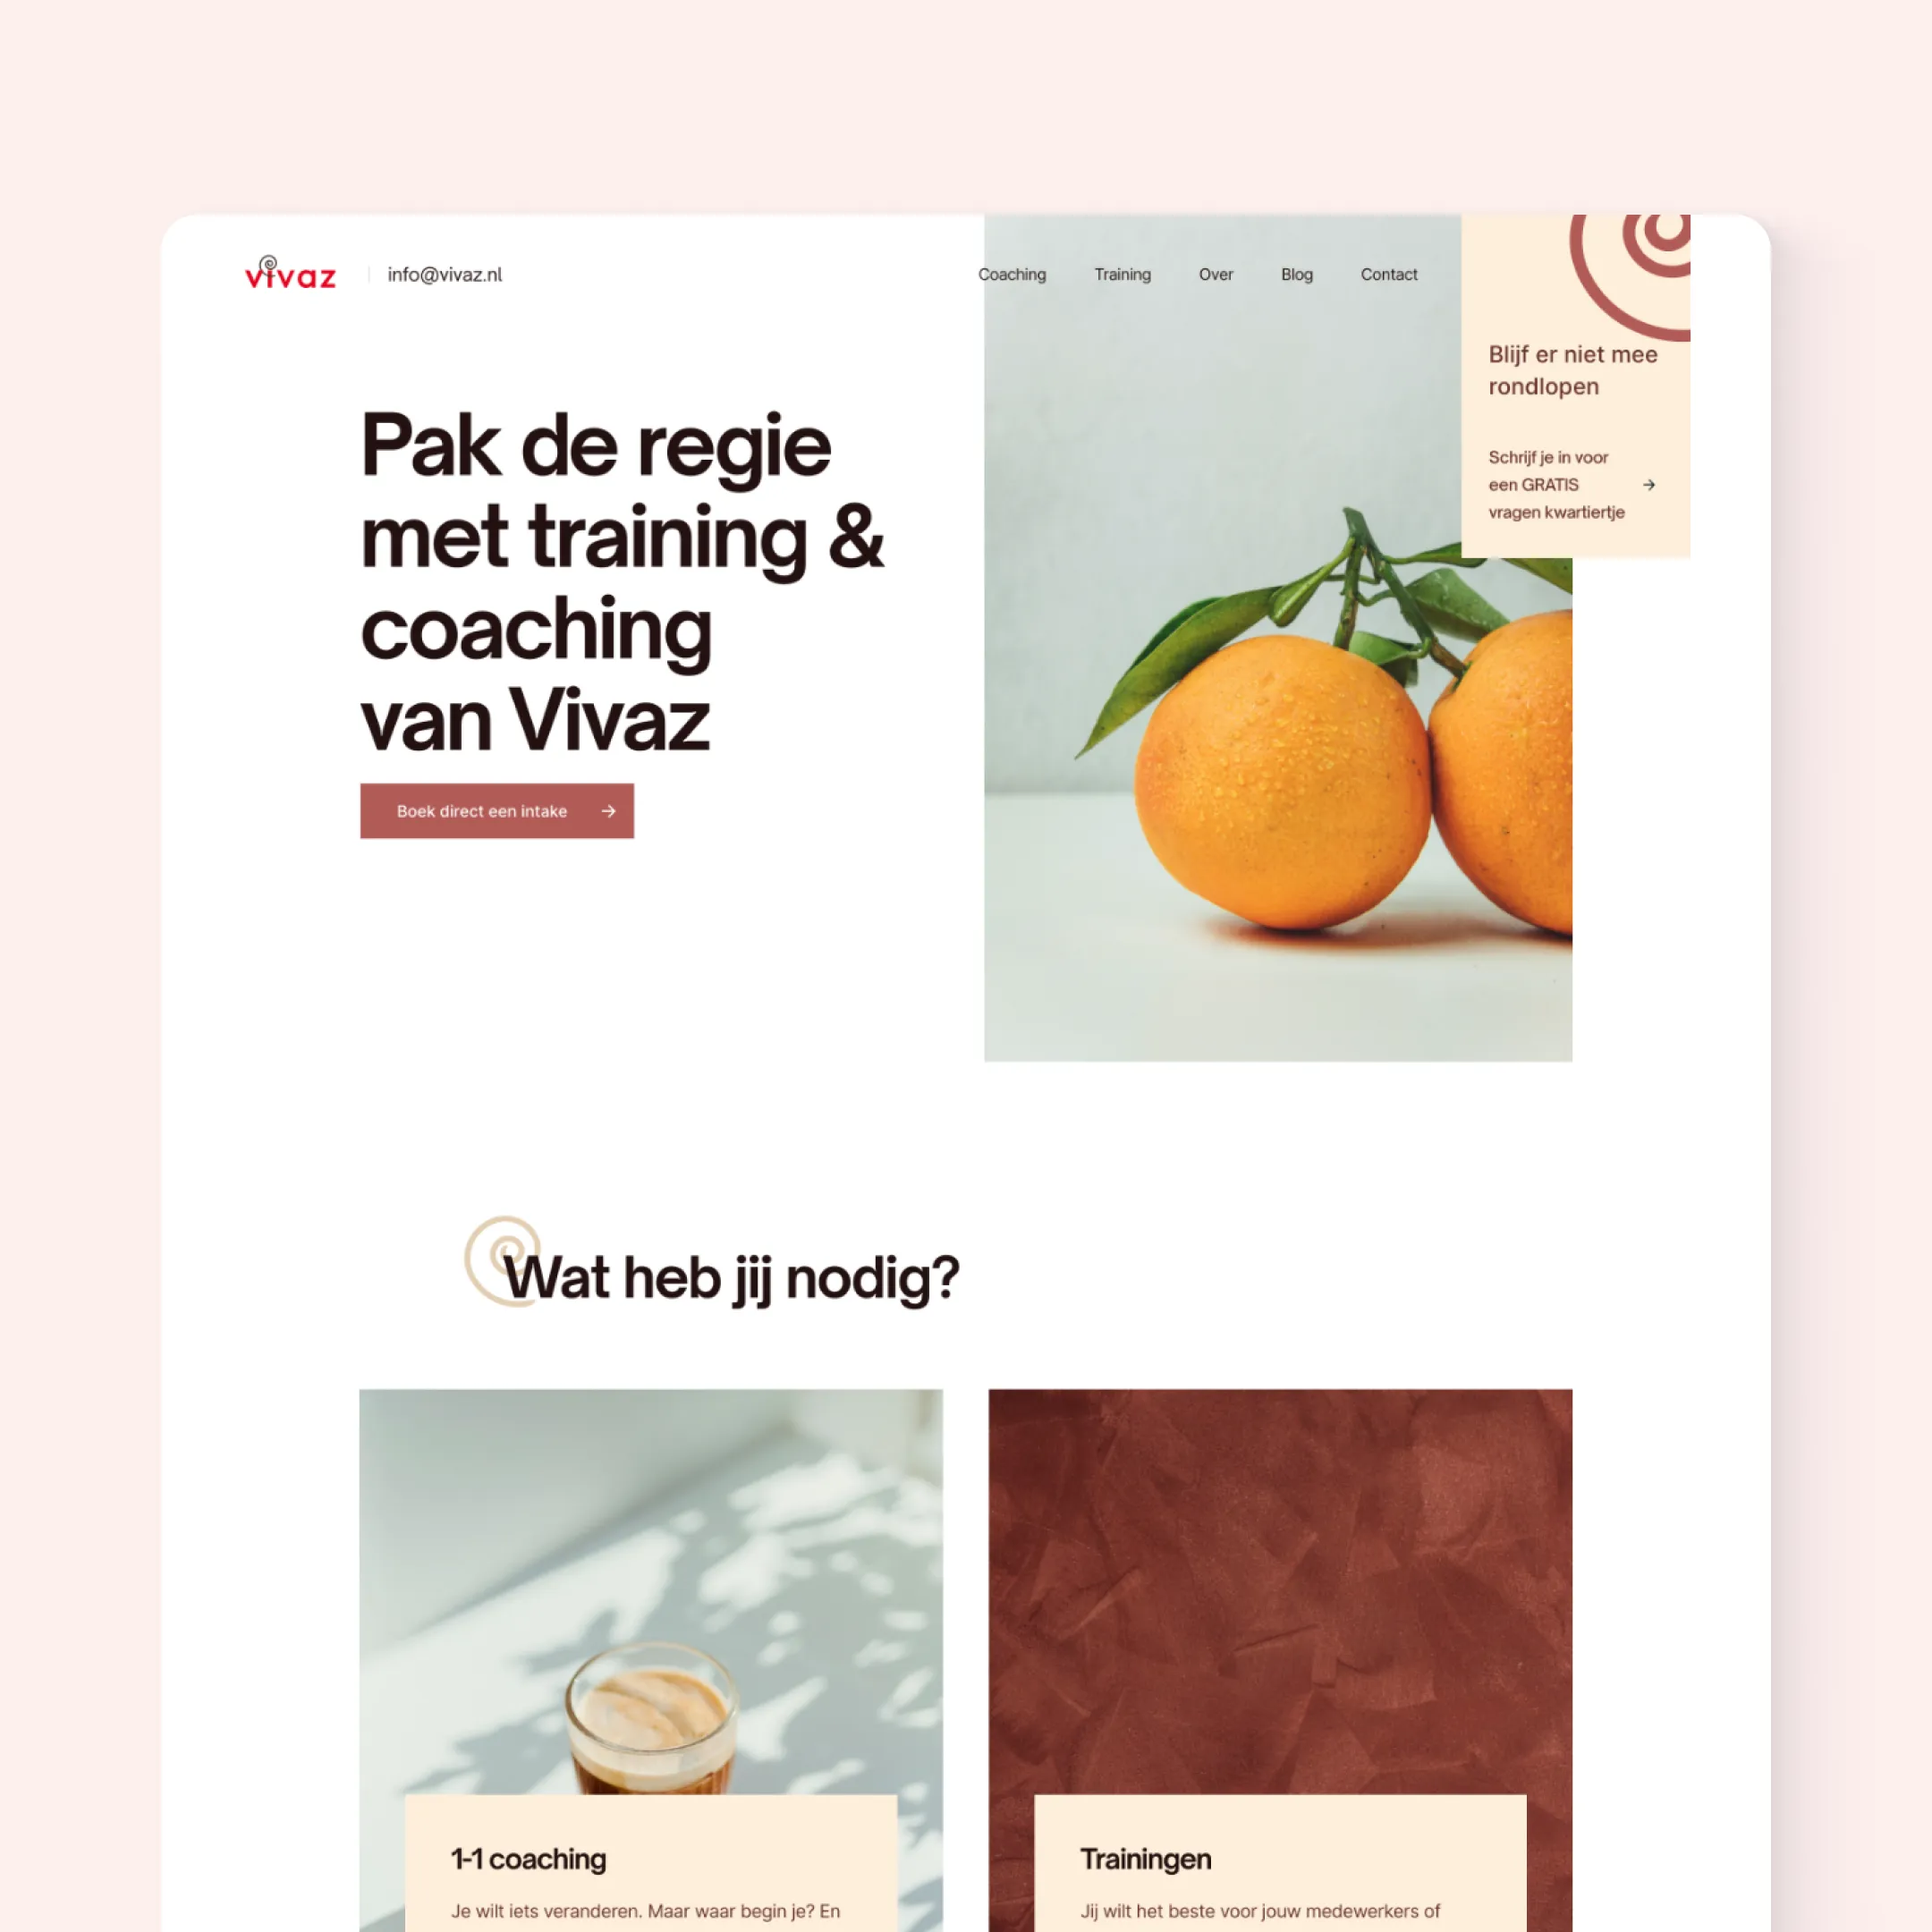 vivaz
info@vivaz.nl
Coaching
Training
Over
Blog
Contact
Blijf er niet mee
rondlopen
Schrijf je in voor
een GRATIS
vragen kwartiertje
Pak de regie
met training &
coaching
van Vivaz
Boek direct een intake
Wat heb jij nodig?
1-1 coaching
Je wilt iets veranderen. Maar waar begin je? En
Trainingen
Jij wilt het beste voor jouw medewerkers of